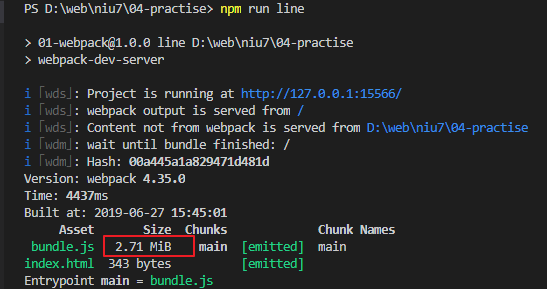 PS D:\web\niu7\04-practise> npm run line
> 01-webpack@1.0.0 line D:\web\niu7\04-practise
> webpack-dev-server
i ｢wds｣: Project is running at http://127.0.0.1:15566/
i ｢wds｣: webpack output is served from /
i ｢wds｣: Content not from webpack is served from D:\web\niu7\04-practise
i ｢wdm｣: wait until bundle finished: /
i ｢wdm｣: Hash: 00a445a1a829471d481d
Version: webpack 4.35.0
Time: 4437ms
Built at: 2019-06-27 15:45:01
Asset Size Chunks Chunk Names
bundle.js 2.71 MiB main [emitted] main
index.html 343 bytes [emitted]
Entrypoint main = bundle.js